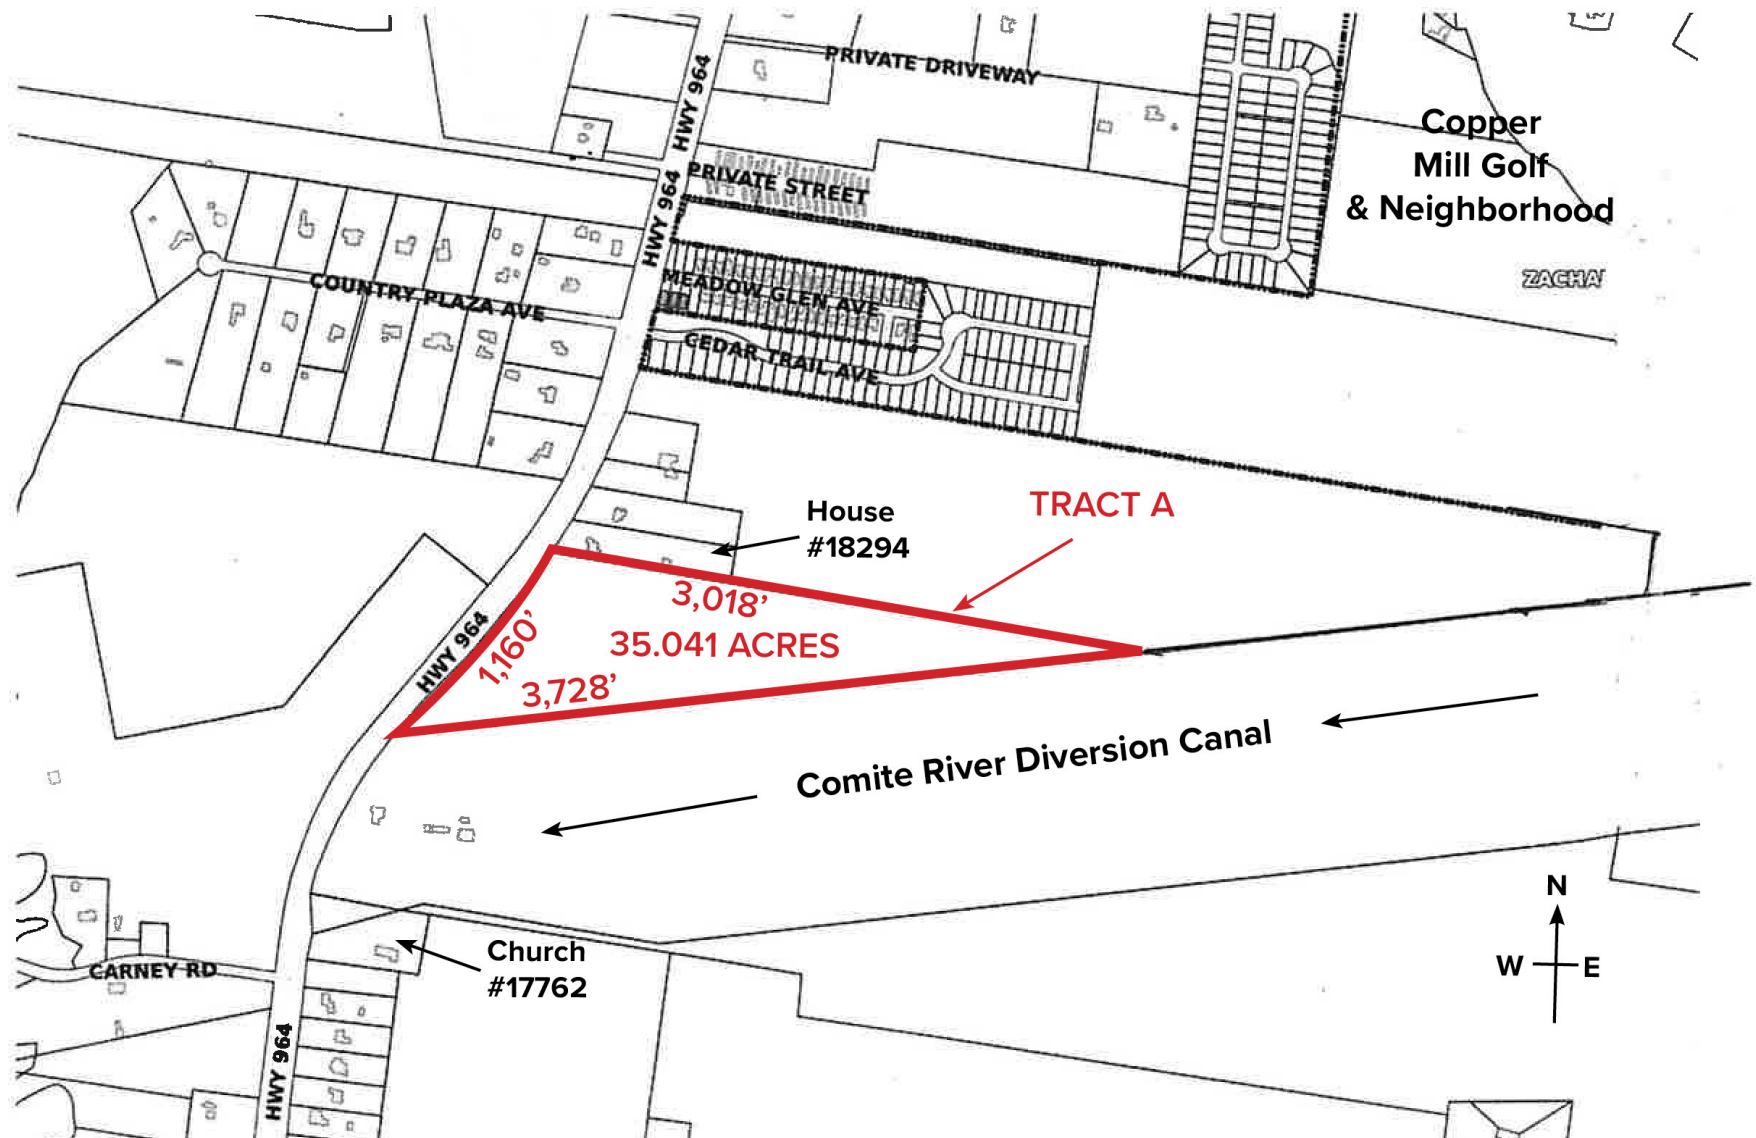 HWY 964
PRIVATE DRIVEWAY
Copper
Mill Golf
& Neighborhood
PRIVATE STREET
HWY 964
ZACHA
COUNTRY PLAZA AVE
MEADOW GLEN AVE
CEDAR TRAIL AVE
House
#18294
TRACT A
3,018’
35.041 ACRES
HWY 964
1,160’
3,728’
Comite River Diversion Canal
N
W E
Church
#17762
CARNEY RD
HWY 964